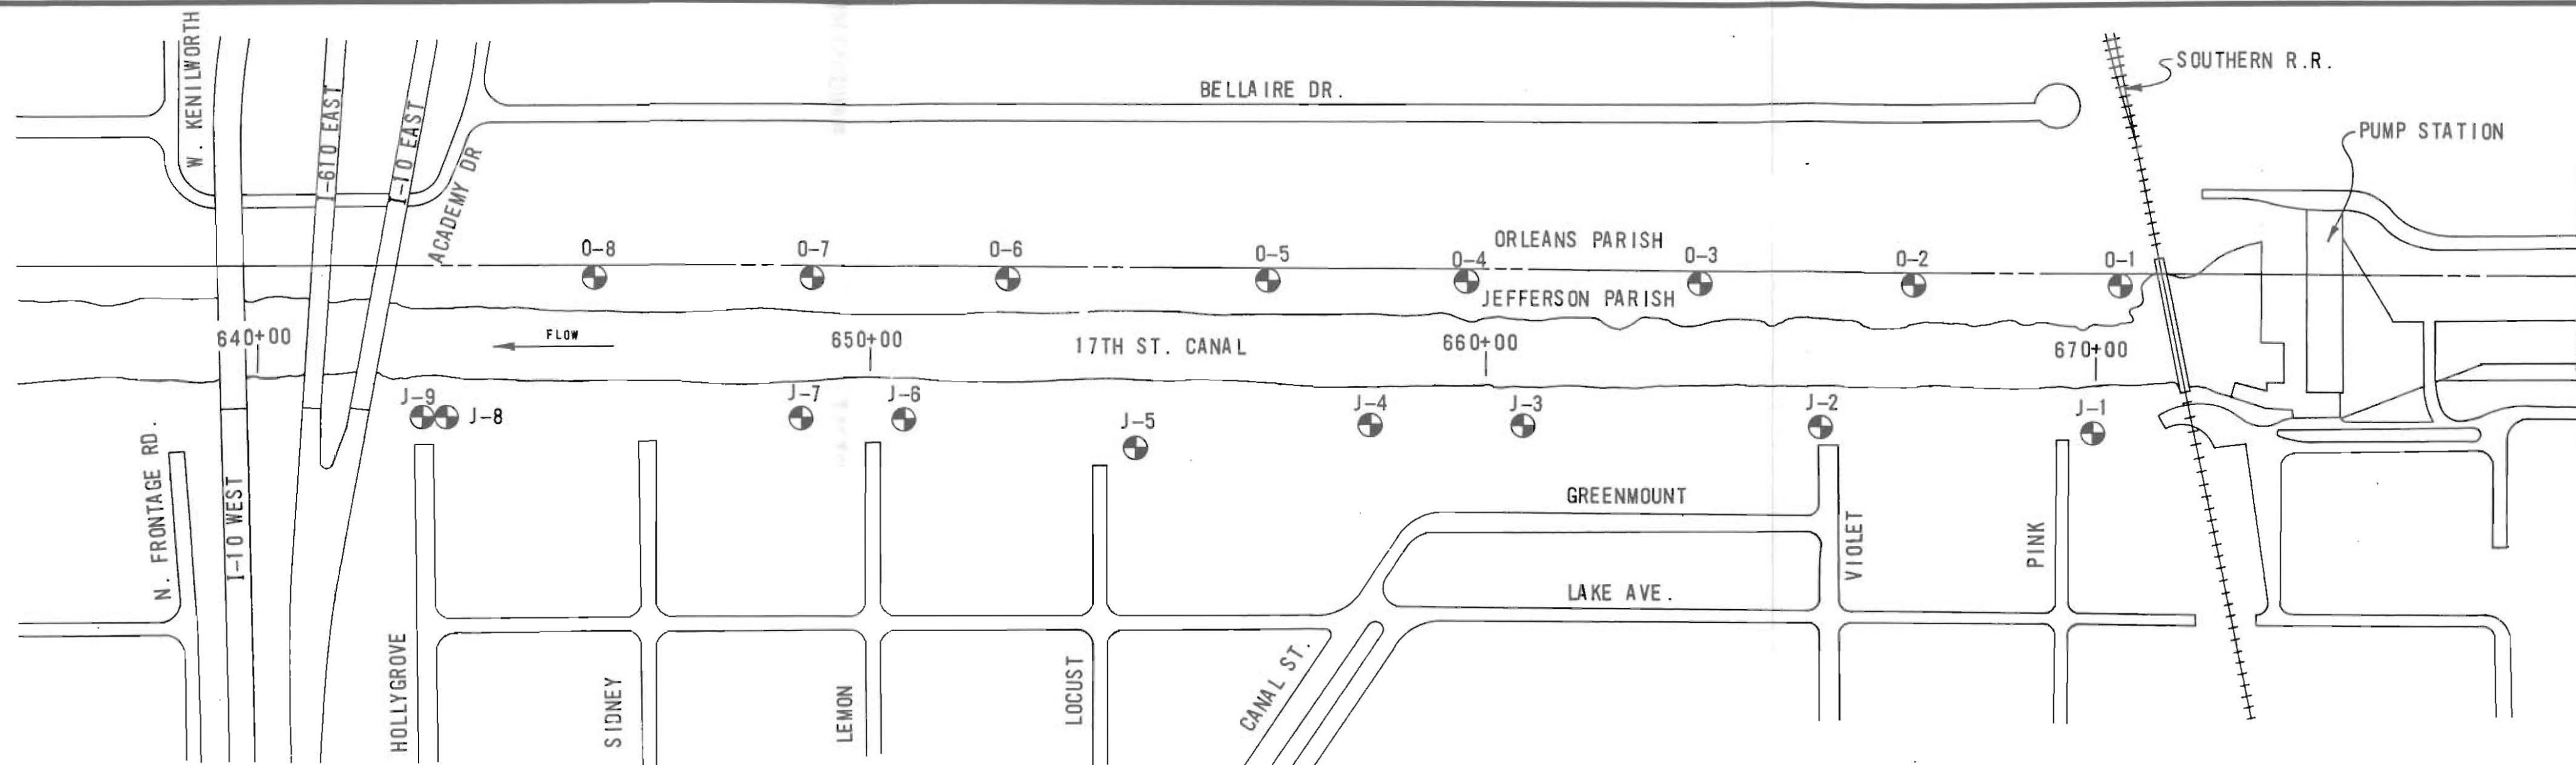 W. KENILWORTH
I-610 EAST
I-10 EAST
ACADEMY DR
BELLAIRE DR.
SOUTHERN R.R.
PUMP STATION
O-8
O-7
O-6
O-5
O-4
ORLEANS PARISH
O-3
O-2
O-1
JEFFERSON PARISH
640+00
FLOW
650+00
17TH ST. CANAL
660+00
670+00
J-9
J-8
J-7
J-6
J-5
J-4
J-3
J-2
J-1
N. FRONTAGE RD.
I-10 WEST
GREENMOUNT
VIOLET
PINK
LAKE AVE.
HOLLYGROVE
SIDNEY
LEMON
LOCUST
CANAL ST.